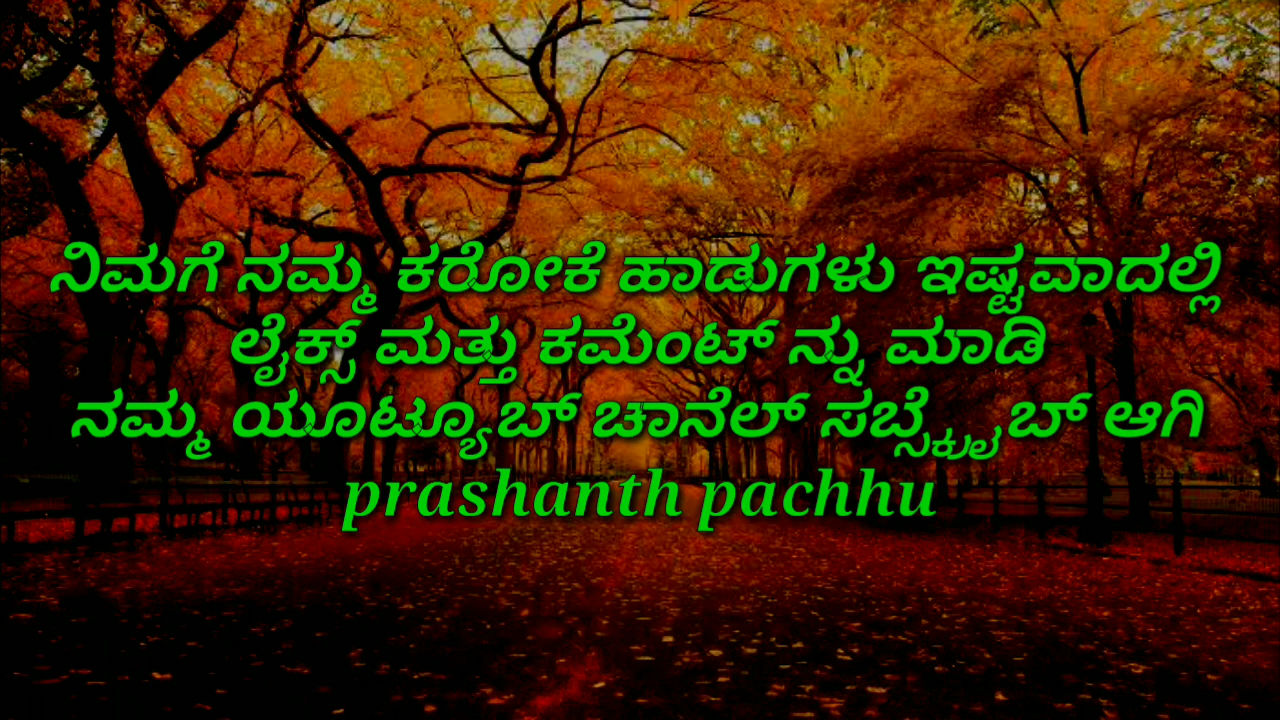 ನಿಮಗೆ ನಮ್ಮ ಕರೋಕೆ ಹಾಡುಗಳು ಇಷ್ಟವಾದಲ್ಲಿ
ಲೈಕ್ಸ್ ಮತ್ತು ಕಮೆಂಟ್ ನ್ನು ಮಾಡಿ
ನಮ್ಮ ಯೂಟ್ಯೂಬ್ ಚಾನೆಲ್ ಸಬ್ಸ್ಕ್ರೈಬ್ ಆಗಿ
prashanth pachhu